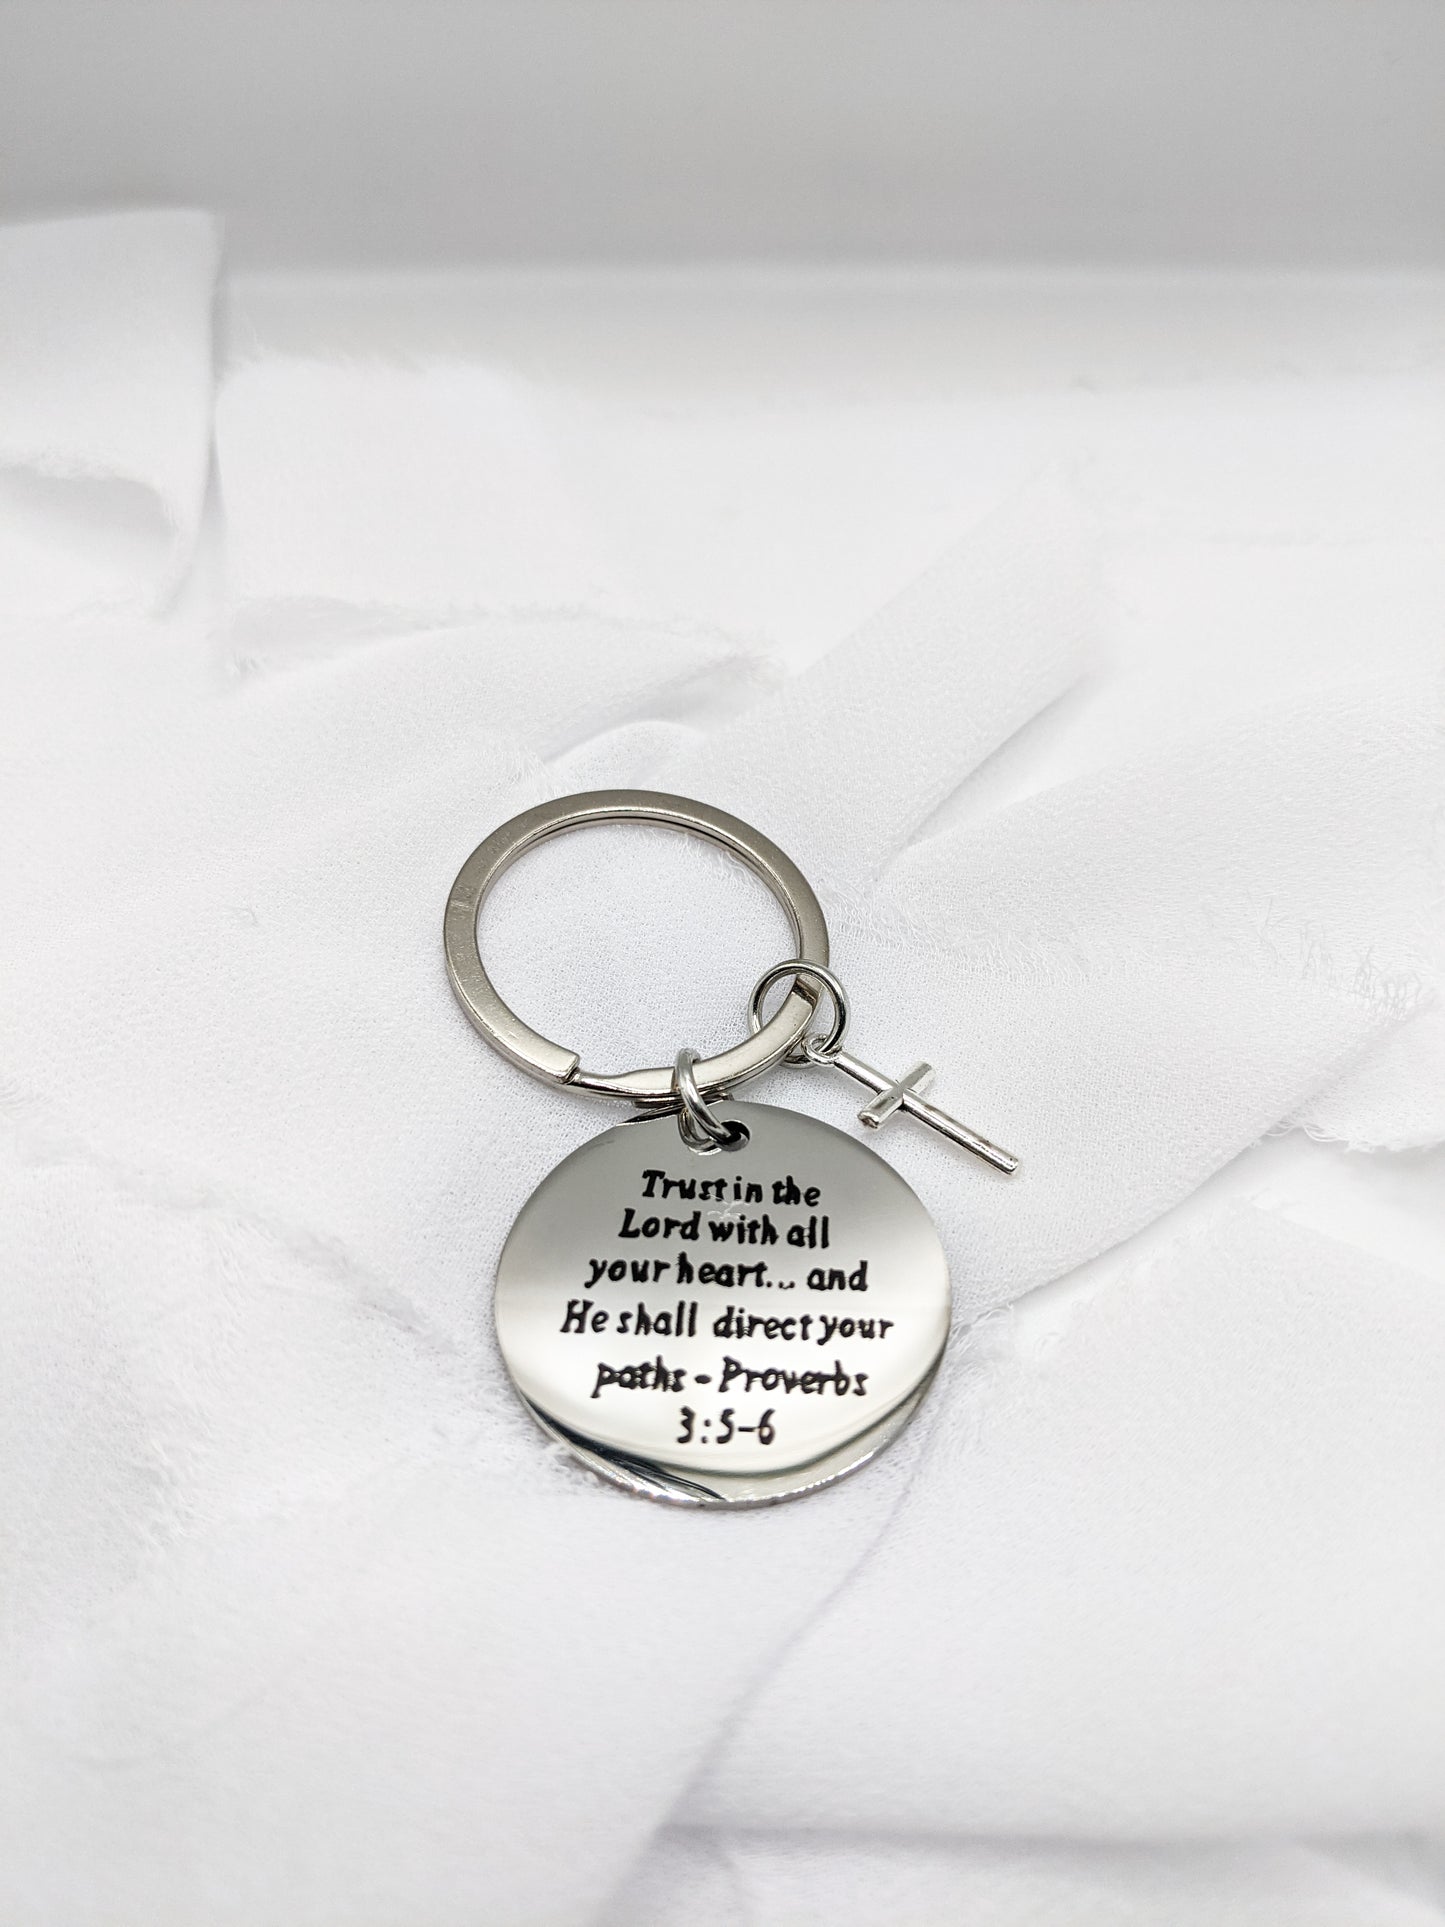 Trust in the
Lord with all
your heart... and
He shall direct your
paths - Proverbs
3:5-6